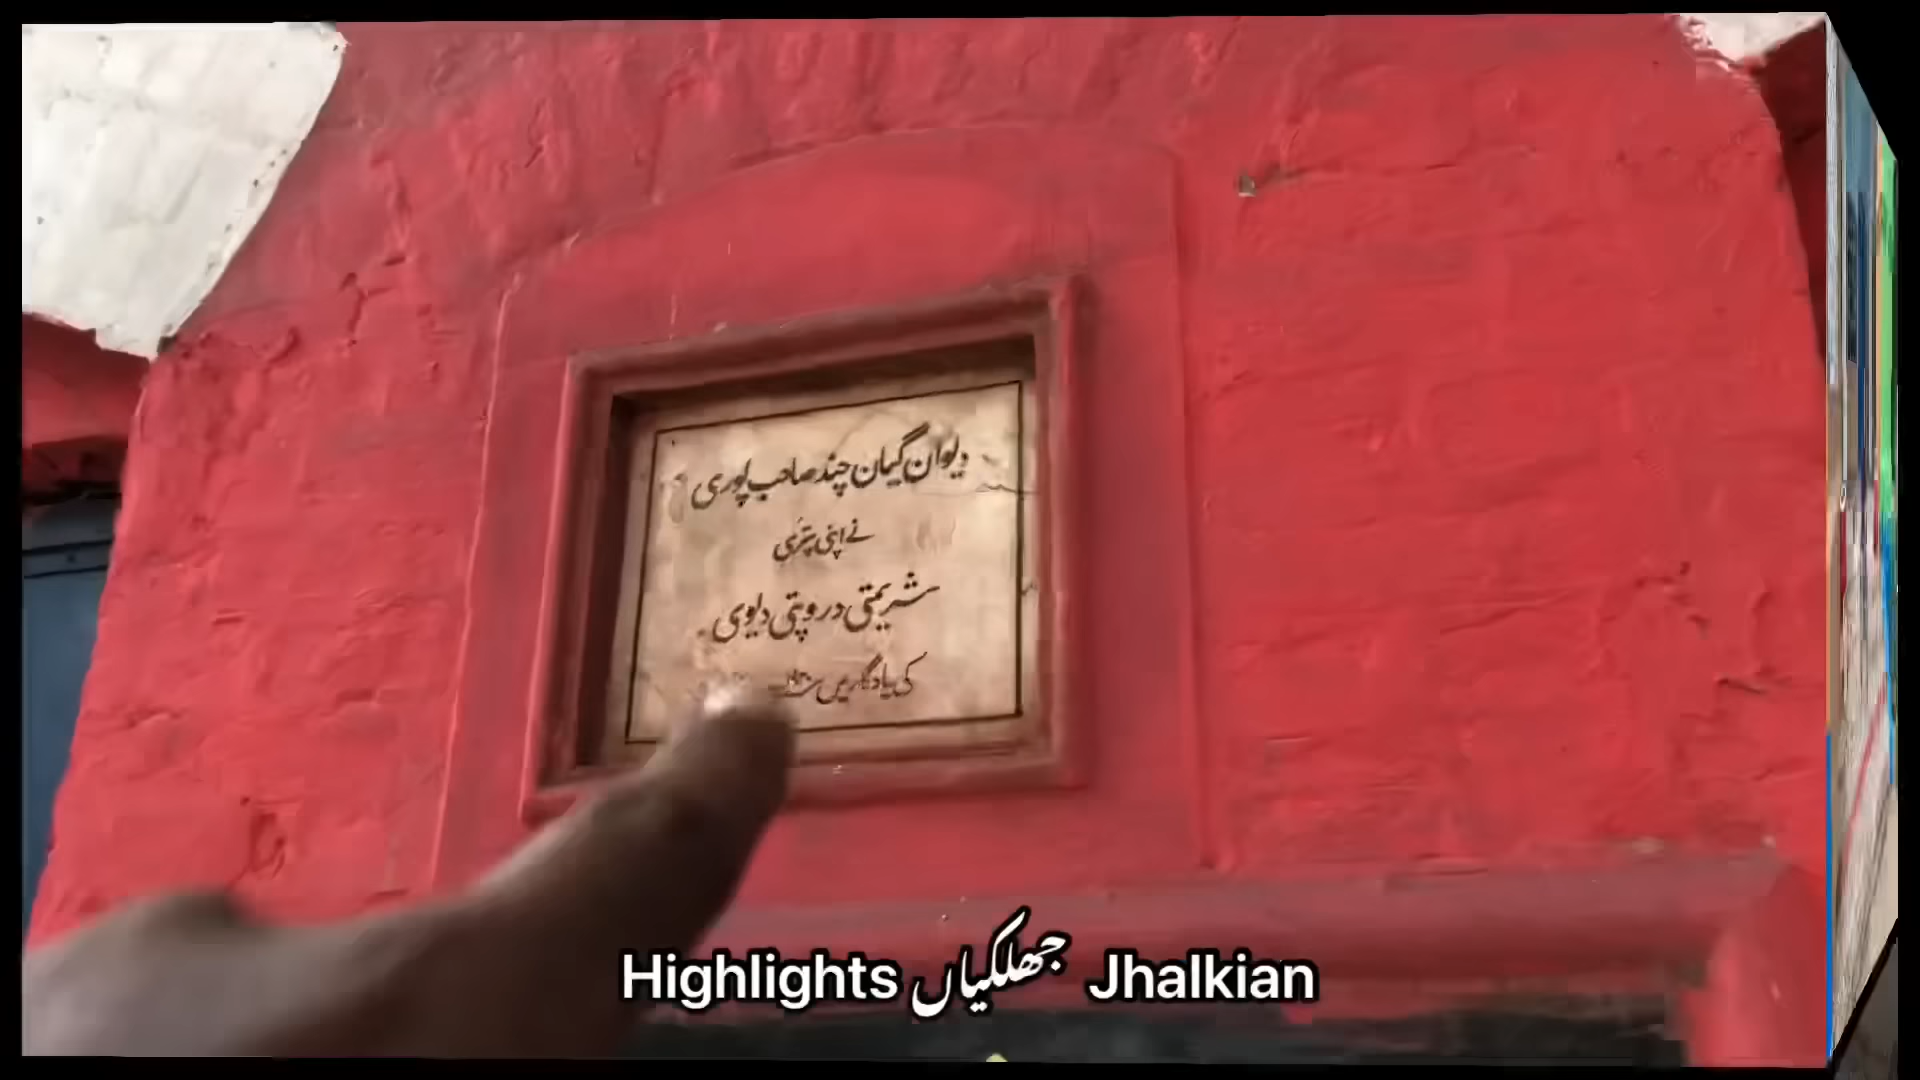 دیوان گیان چند صاحب پوری
نے اپنی پتری
شریمتی دروپتی دیوی
کی یادگار میں
Highlights جھلکیاں Jhalkian